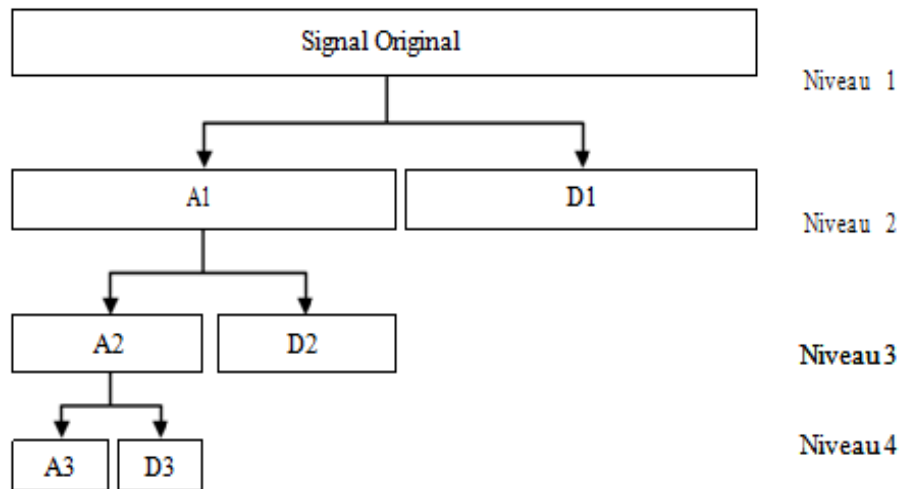 Signal Original
Niveau 1
A1
D1
Niveau 2
A2
D2
Niveau 3
A3
D3
Niveau 4